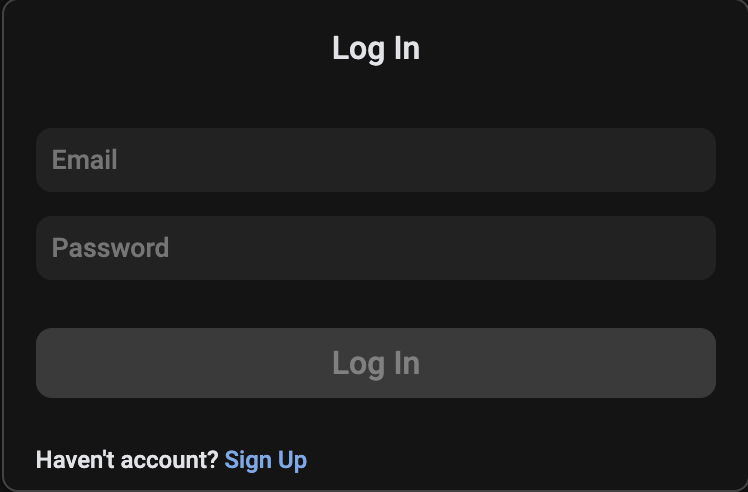 Log In
Email
Password
Log In
Haven't account? Sign Up